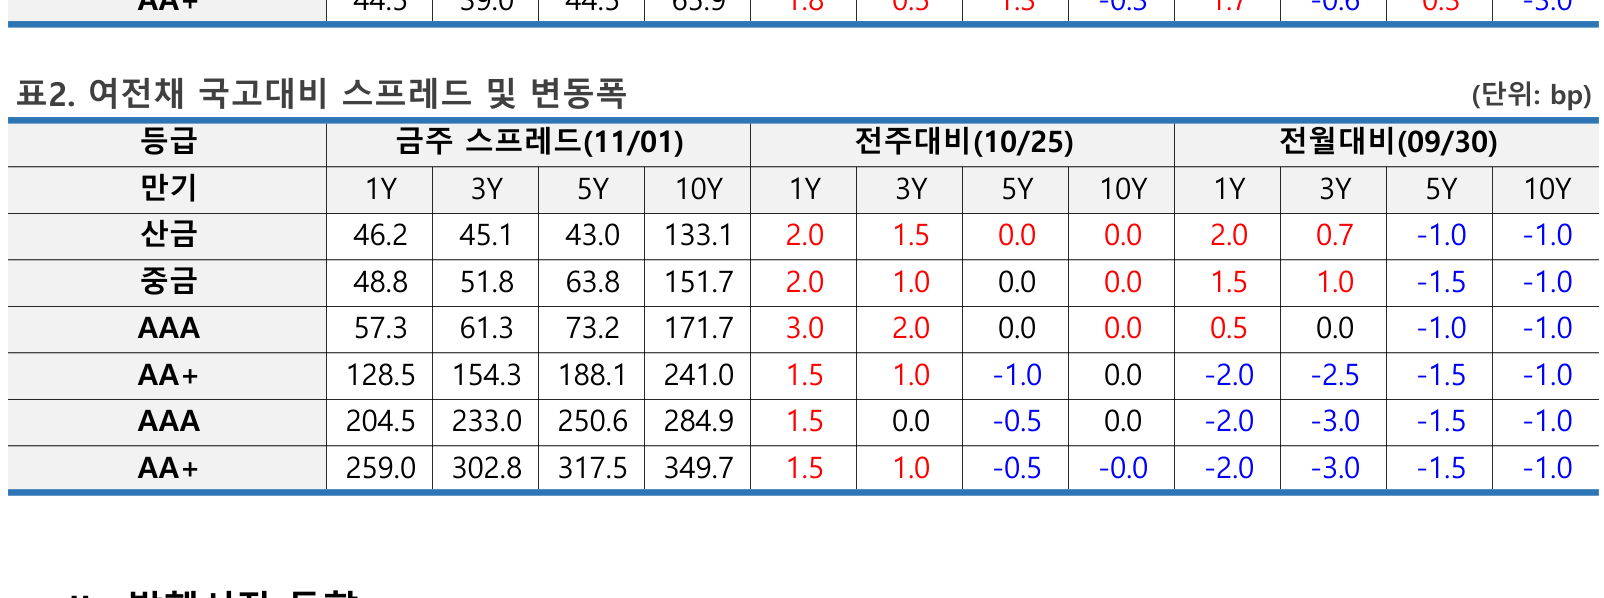 AA+ 44.5 39.0 44.5 65.9 1.8 0.5 1.5 -0.5 1.7 -0.6 0.5 -5.0
표2. 여전채 국고대비 스프레드 및 변동폭 (단위: bp)
등급 금주 스프레드(11/01) 전주대비(10/25) 전월대비(09/30)
만기 1Y 3Y 5Y 10Y 1Y 3Y 5Y 10Y 1Y 3Y 5Y 10Y
산금 46.2 45.1 43.0 133.1 2.0 1.5 0.0 0.0 2.0 0.7 -1.0 -1.0
중금 48.8 51.8 63.8 151.7 2.0 1.0 0.0 0.0 1.5 1.0 -1.5 -1.0
AAA 57.3 61.3 73.2 171.7 3.0 2.0 0.0 0.0 0.5 0.0 -1.0 -1.0
AA+ 128.5 154.3 188.1 241.0 1.5 1.0 -1.0 0.0 -2.0 -2.5 -1.5 -1.0
AAA 204.5 233.0 250.6 284.9 1.5 0.0 -0.5 0.0 -2.0 -3.0 -1.5 -1.0
AA+ 259.0 302.8 317.5 349.7 1.5 1.0 -0.5 -0.0 -2.0 -3.0 -1.5 -1.0